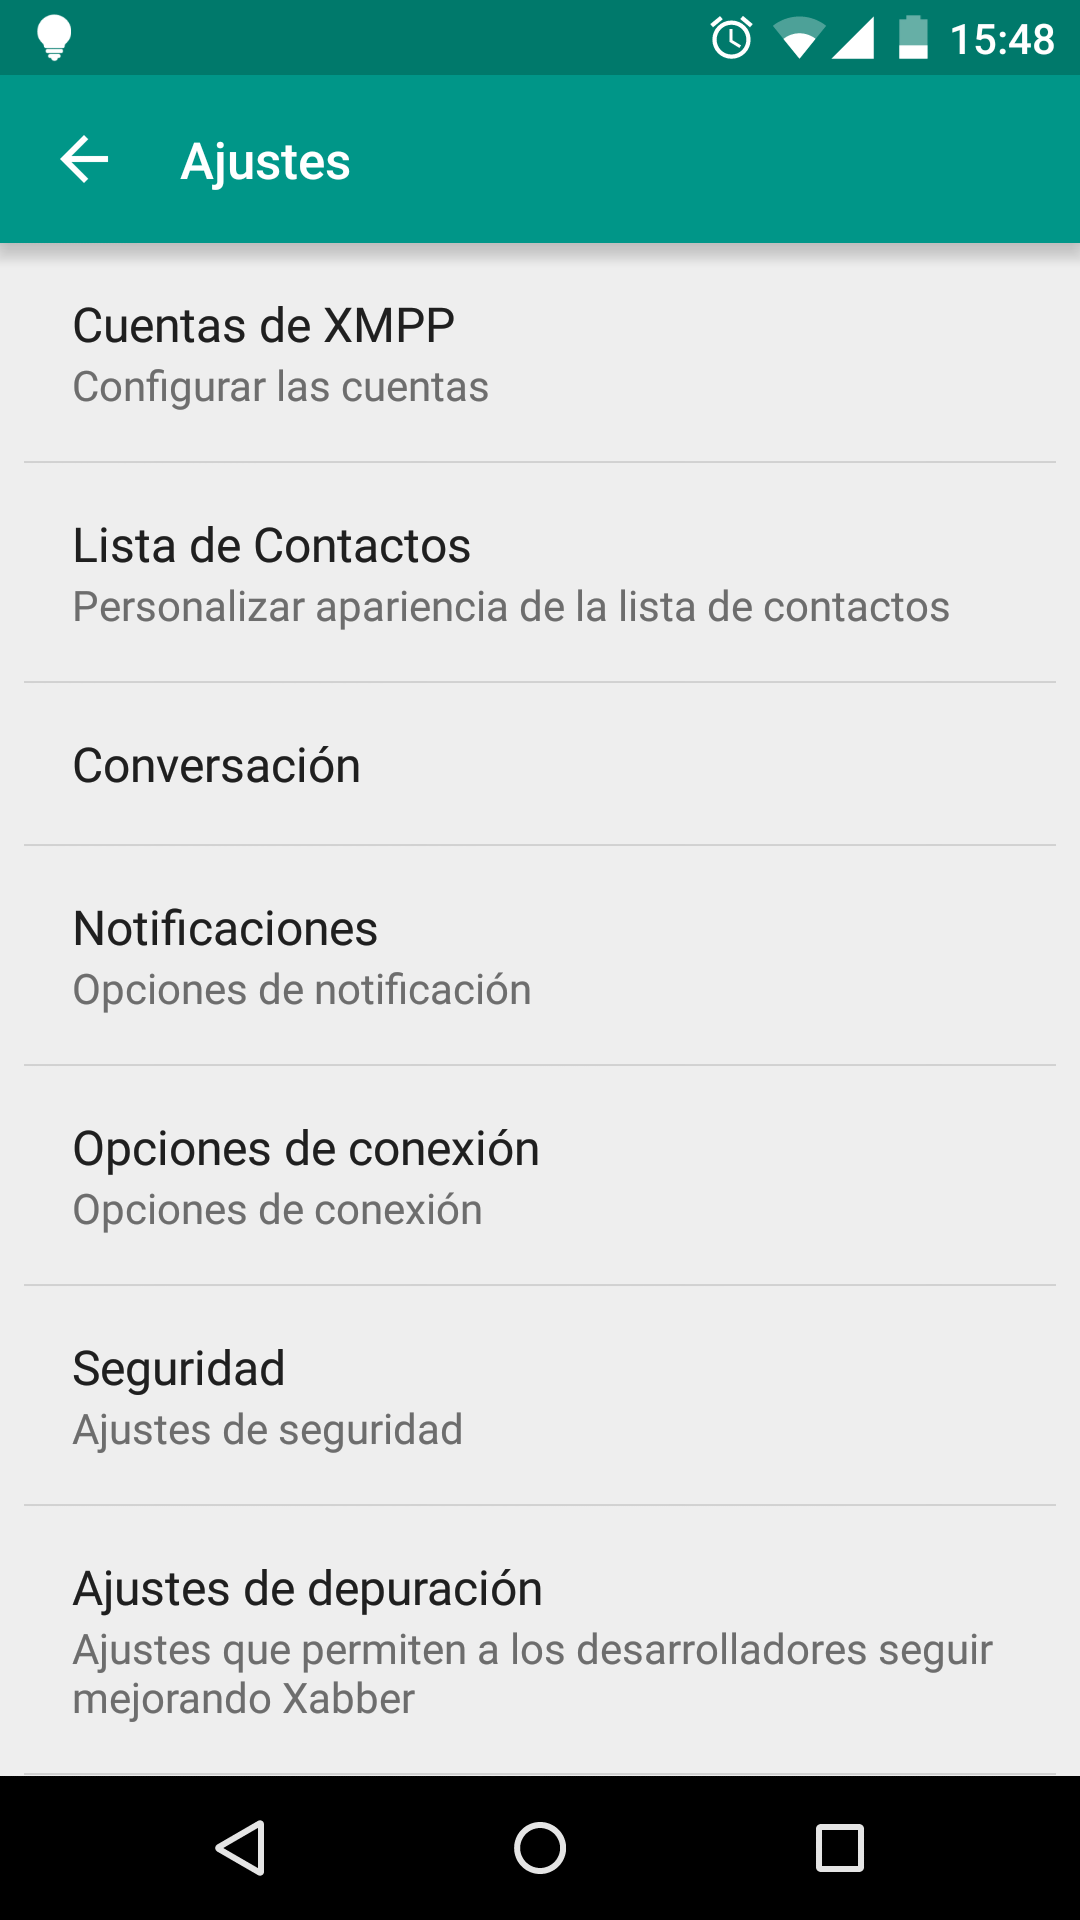 15:48
Ajustes
Cuentas de XMPP
Configurar las cuentas
Lista de Contactos
Personalizar apariencia de la lista de contactos
Conversación
Notificaciones
Opciones de notificación
Opciones de conexión
Opciones de conexión
Seguridad
Ajustes de seguridad
Ajustes de depuración
Ajustes que permiten a los desarrolladores seguir
mejorando Xabber